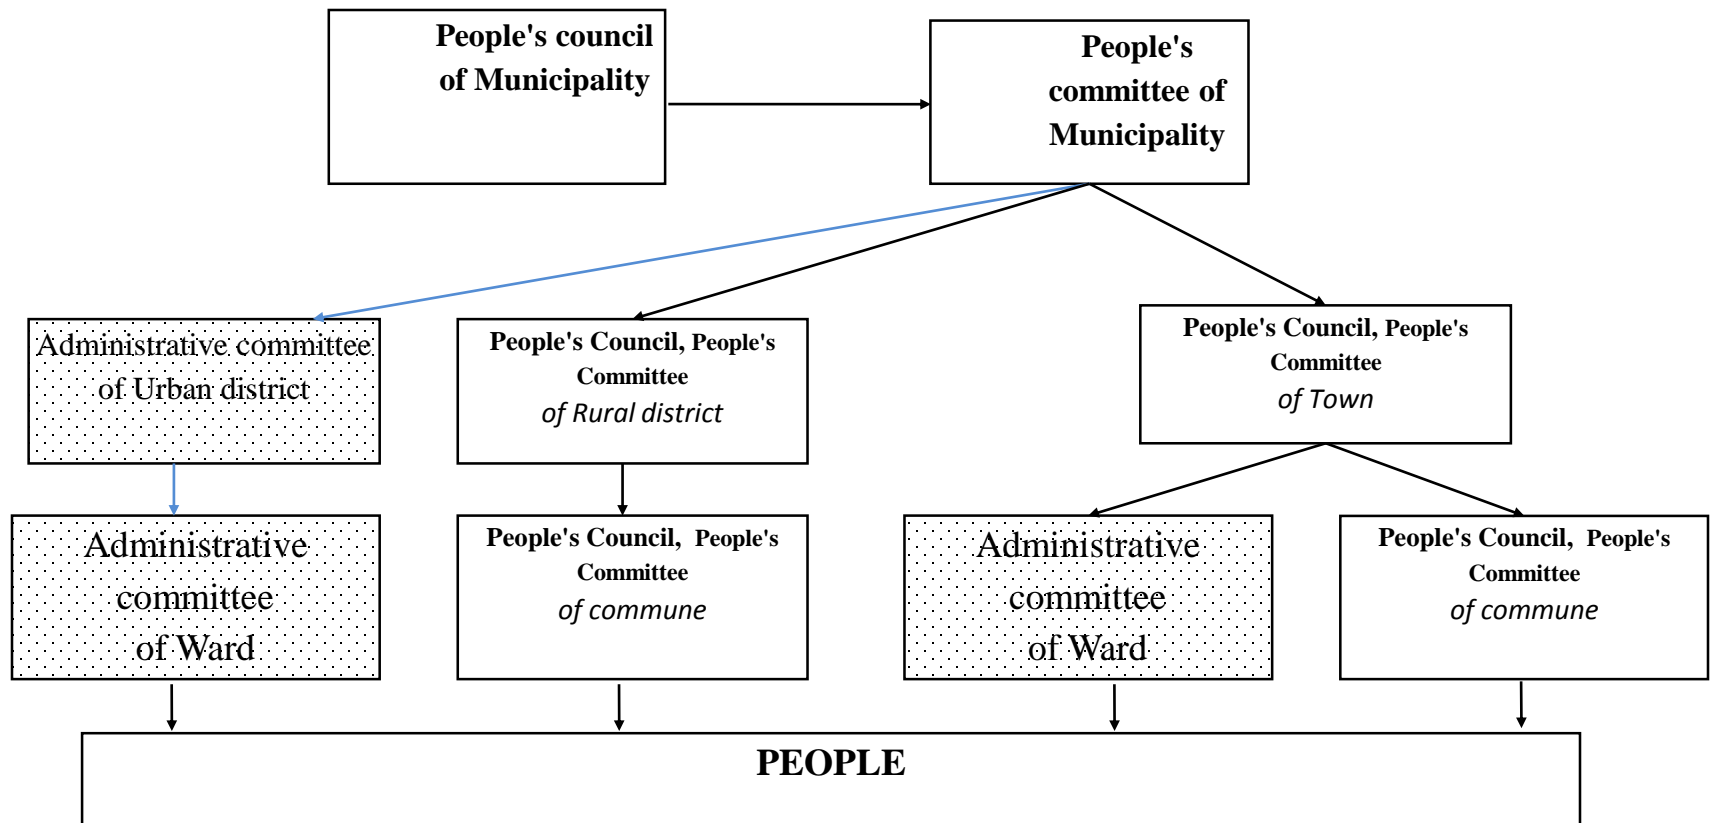 People's council
of Municipality
People's
committee of
Municipality
Administrative committee
of Urban district
People's Council, People's
Committee
of Rural district
People's Council, People's
Committee
of Town
Administrative
committee
of Ward
People's Council, People's
Committee
of commune
Administrative
committee
of Ward
People's Council, People's
Committee
of commune
PEOPLE